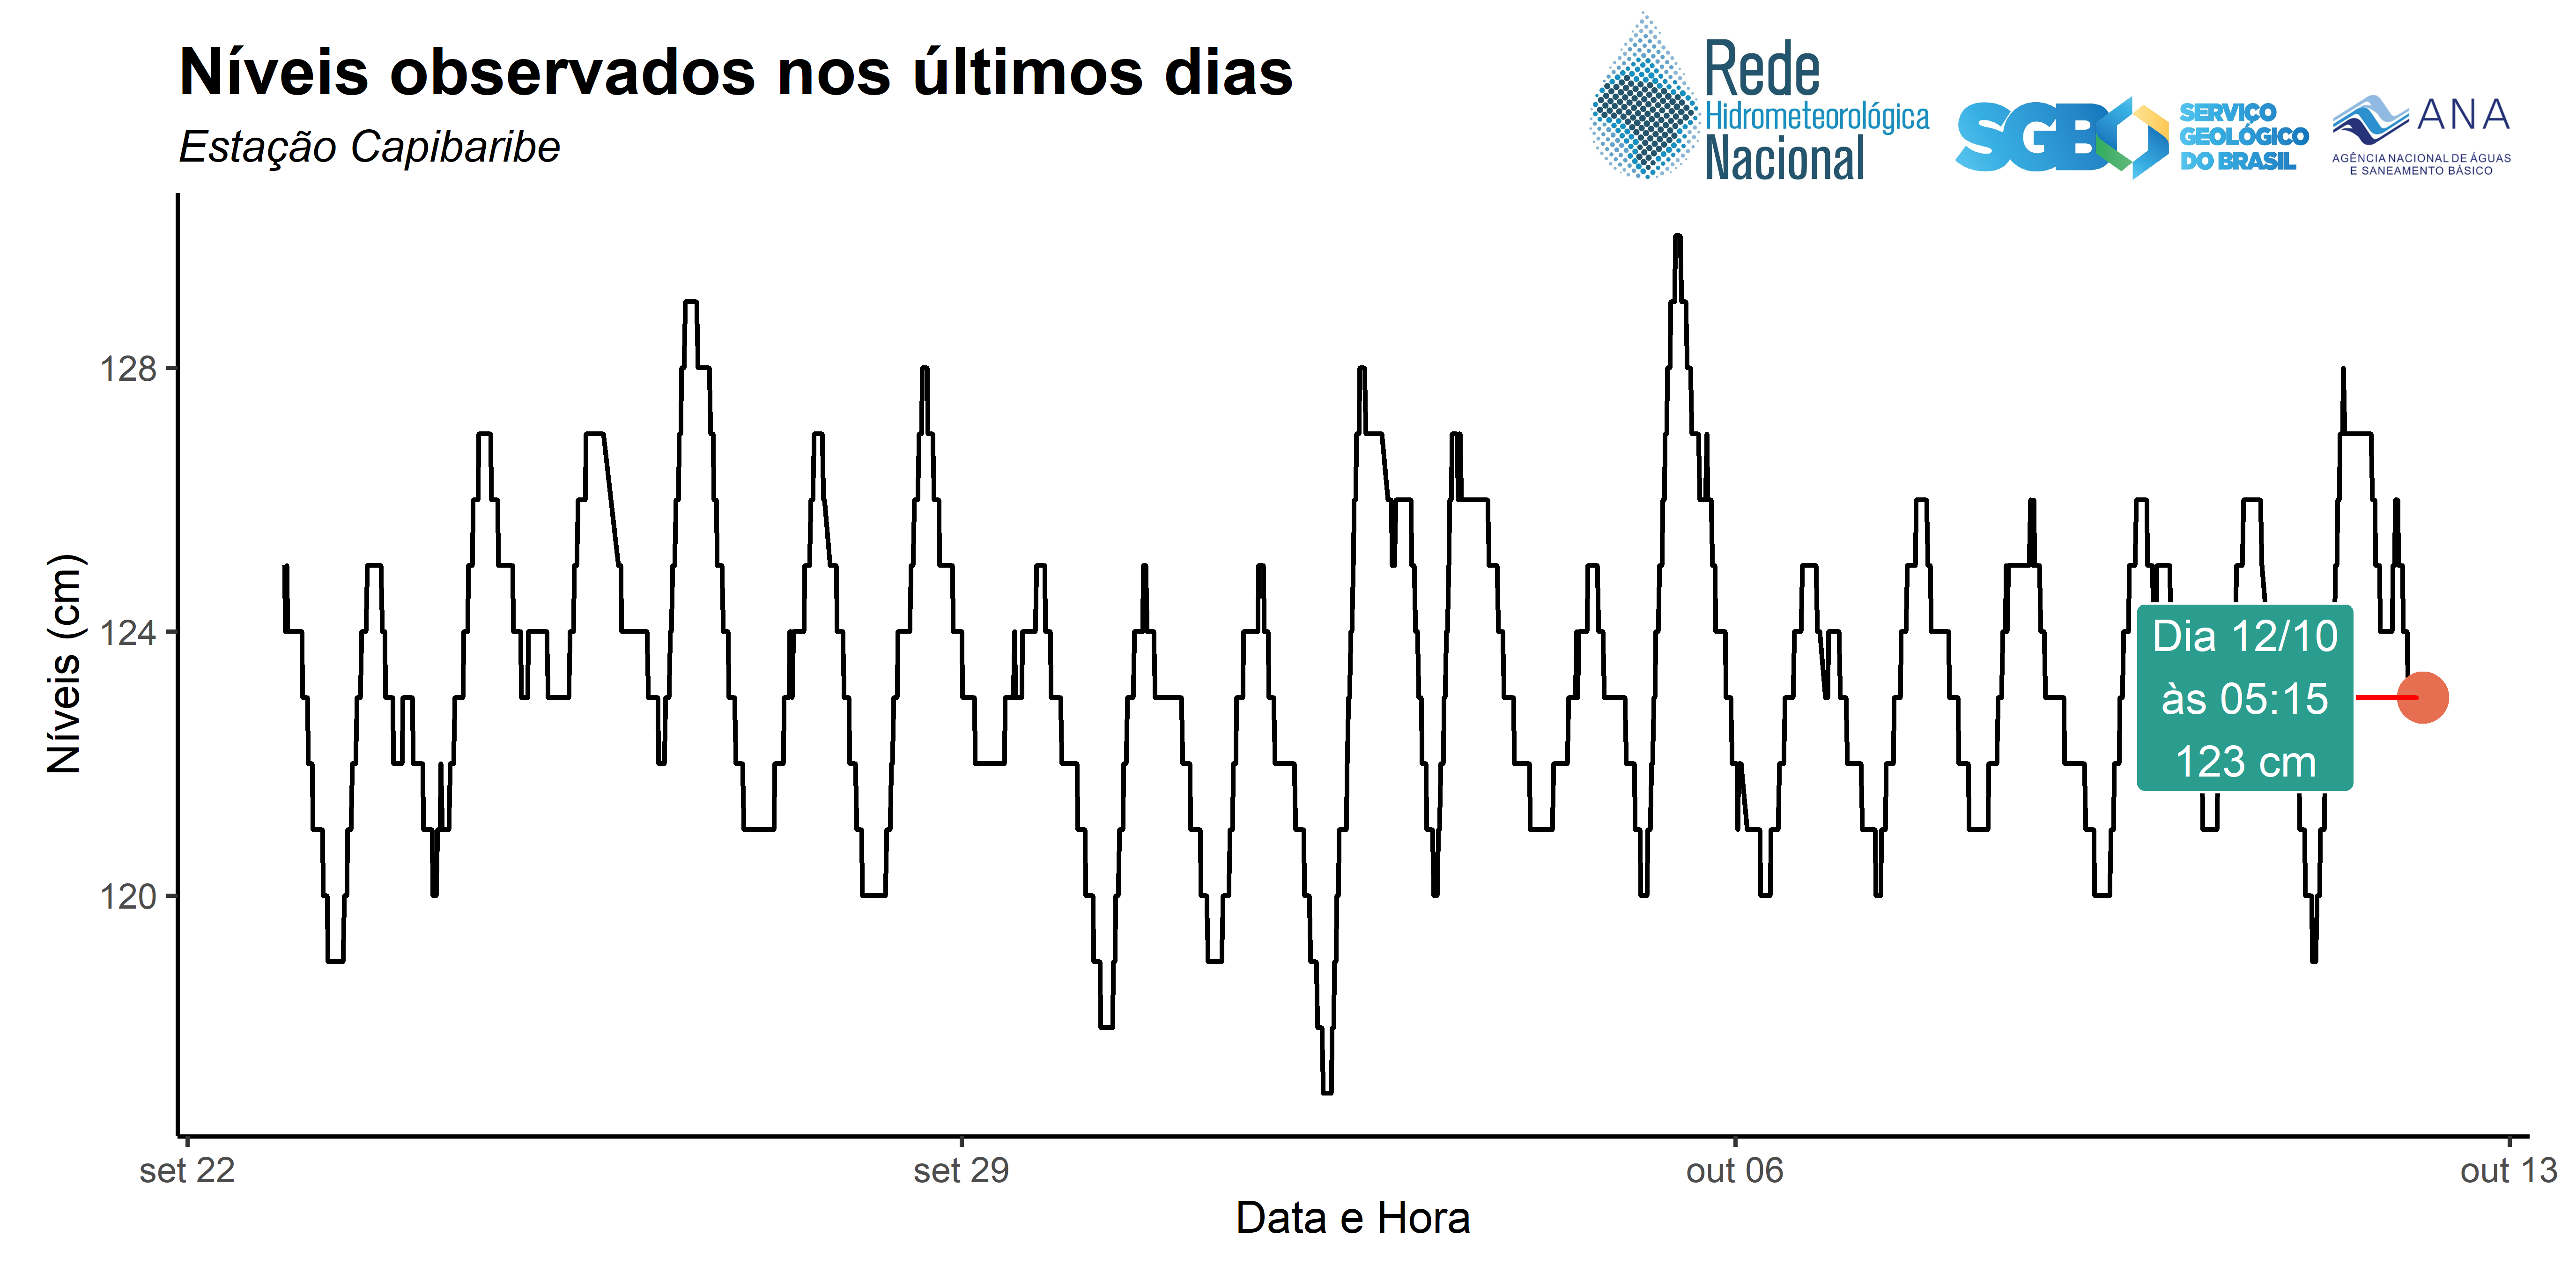 Níveis observados nos últimos dias
Estação Capibaribe
Rede
Hidrometeorológica
Nacional
SGB
SERVIÇO
GEOLÓGICO
DO BRASIL
ANA
AGÊNCIA NACIONAL DE ÁGUAS
E SANEAMENTO BÁSICO
Níveis (cm)
128
124
120
Dia 12/10
às 05:15
123 cm
set 22
set 29
out 06
out 13
Data e Hora